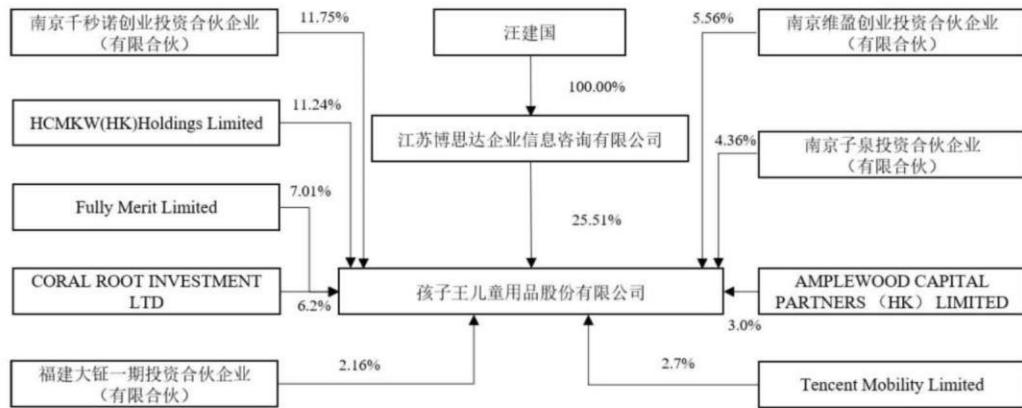 南京千秒诺创业投资合伙企业
（有限合伙）
11.75%
汪建国
5.56%
南京维盈创业投资合伙企业
（有限合伙）
100.00%
HCMKW(HK)Holdings Limited
11.24%
江苏博思达企业信息咨询有限公司
4.36%
南京子泉投资合伙企业
（有限合伙）
Fully Merit Limited
7.01%
25.51%
CORAL ROOT INVESTMENT
LTD
6.2%
孩子王儿童用品股份有限公司
AMPLEWOOD CAPITAL
PARTNERS （HK） LIMITED
3.0%
福建大钲一期投资合伙企业
（有限合伙）
2.16%
2.7%
Tencent Mobility Limited